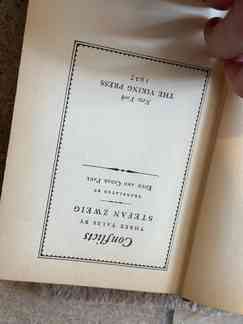 Conflicts
THREE TALES BY
STEFAN ZWEIG
TRANSLATED BY
EDEN AND CEDAR PAUL
New York
THE VIKING PRESS
1927